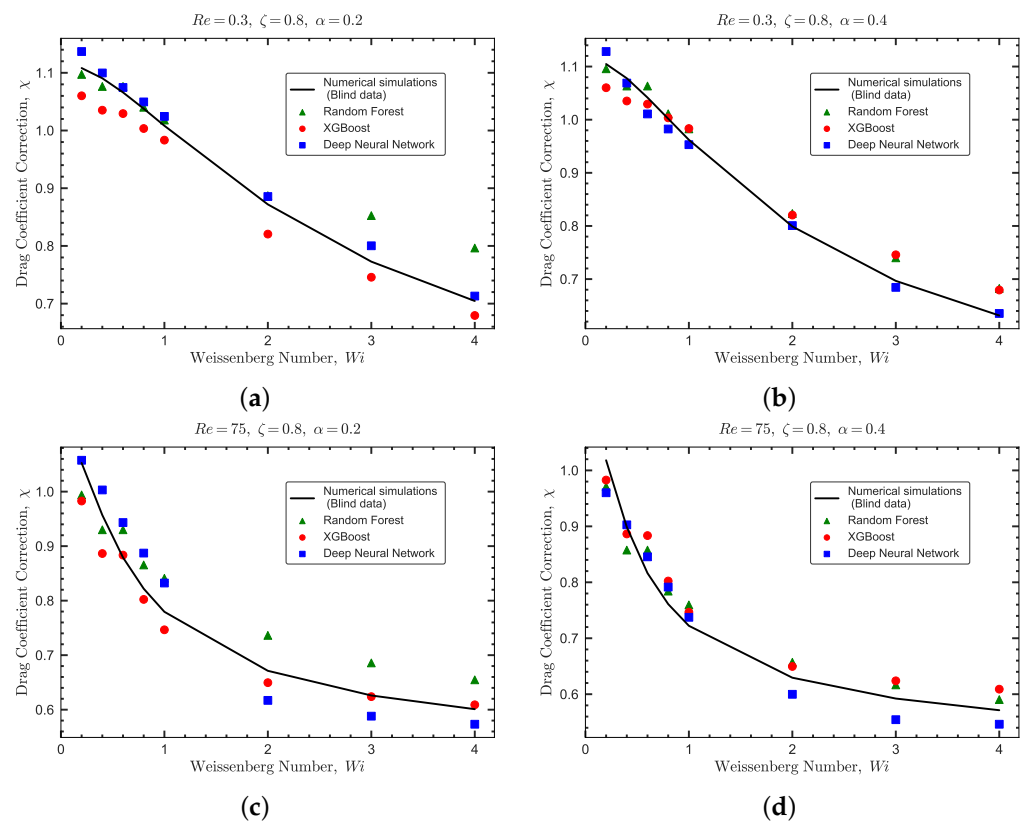 Re = 0.3, ζ = 0.8, α = 0.2
Drag Coefficient Correction, χ
1.1
1.0
0.9
0.8
0.7
Numerical simulations
(Blind data)
Random Forest
XGBoost
Deep Neural Network
0 1 2 3 4
Weissenberg Number, Wi
(a)
Re = 0.3, ζ = 0.8, α = 0.4
Drag Coefficient Correction, χ
1.1
1.0
0.9
0.8
0.7
Numerical simulations
(Blind data)
Random Forest
XGBoost
Deep Neural Network
0 1 2 3 4
Weissenberg Number, Wi
(b)
Re = 75, ζ = 0.8, α = 0.2
Drag Coefficient Correction, χ
1.0
0.9
0.8
0.7
0.6
Numerical simulations
(Blind data)
Random Forest
XGBoost
Deep Neural Network
0 1 2 3 4
Weissenberg Number, Wi
(c)
Re = 75, ζ = 0.8, α = 0.4
Drag Coefficient Correction, χ
1.0
0.9
0.8
0.7
0.6
Numerical simulations
(Blind data)
Random Forest
XGBoost
Deep Neural Network
0 1 2 3 4
Weissenberg Number, Wi
(d)